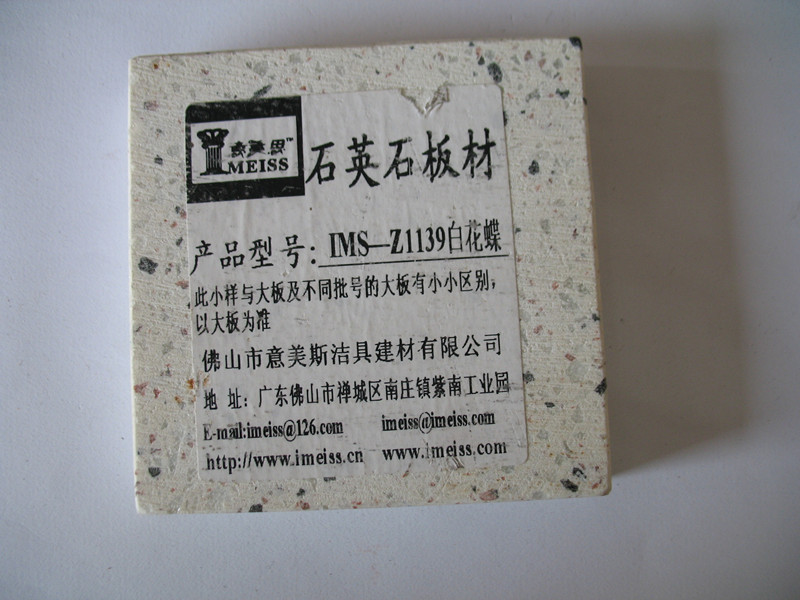 意美思™
IMEISS
石英石板材
产品型号：IMS—Z1139白花蝶
此小样与大板及不同批号的大板有小小区别，
以大板为准
佛山市意美斯洁具建材有限公司
地 址：广东佛山市禅城区南庄镇紫南工业园
E-mail:imeiss@126.com imeiss@imeiss.com
http://www.imeiss.cn www.imeiss.com